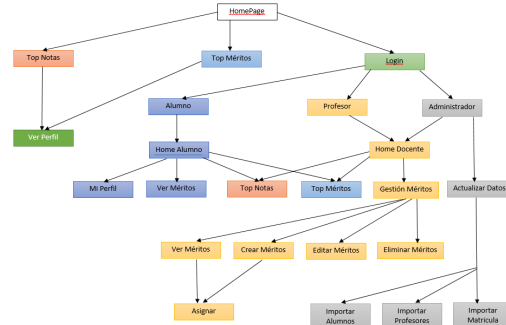 HomePage
Top Notas
Top Méritos
Login
Alumno
Profesor
Administrador
Ver Perfil
Home Alumno
Home Docente
Mi Perfil
Ver Méritos
Top Notas
Top Méritos
Gestión Méritos
Actualizar Datos
Ver Méritos
Crear Méritos
Editar Méritos
Eliminar Méritos
Asignar
Importar
Alumnos
Importar
Profesores
Importar
Matricula